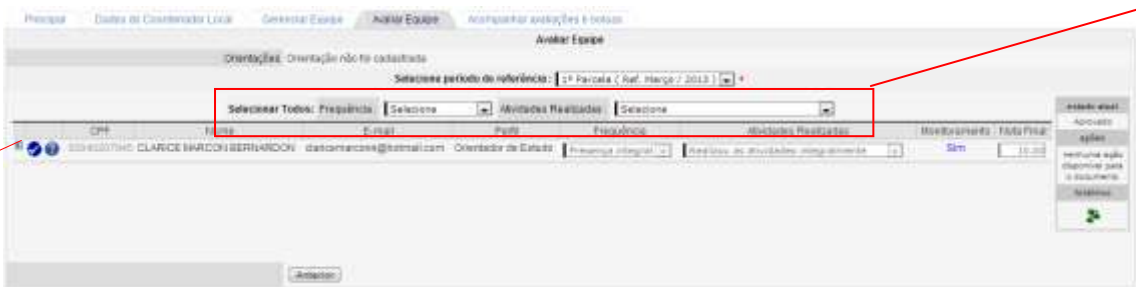 Principal Dados do Coordenador Local Gerenciar Equipe Avaliar Equipe Acompanhar avaliações e bolsas
Avaliar Equipe
Orientações Orientação não foi cadastrada
Selecione período de referência : 1ª Parcela ( Ref. Março / 2013 )
Selecionar Todos: Frequência: Selecione Atividades Realizadas: Selecione
CPF Nome E-mail Perfil Frequência Atividades Realizadas Monitoramento Nota Final
CLARICE MARCON BERNARDON Orientador de Estudo Presença integral Realizou as atividades integralmente Sim 10.00
estado atual
Aprovado
ações
nenhuma ação
disponível para
o documento
histórico
Anterior